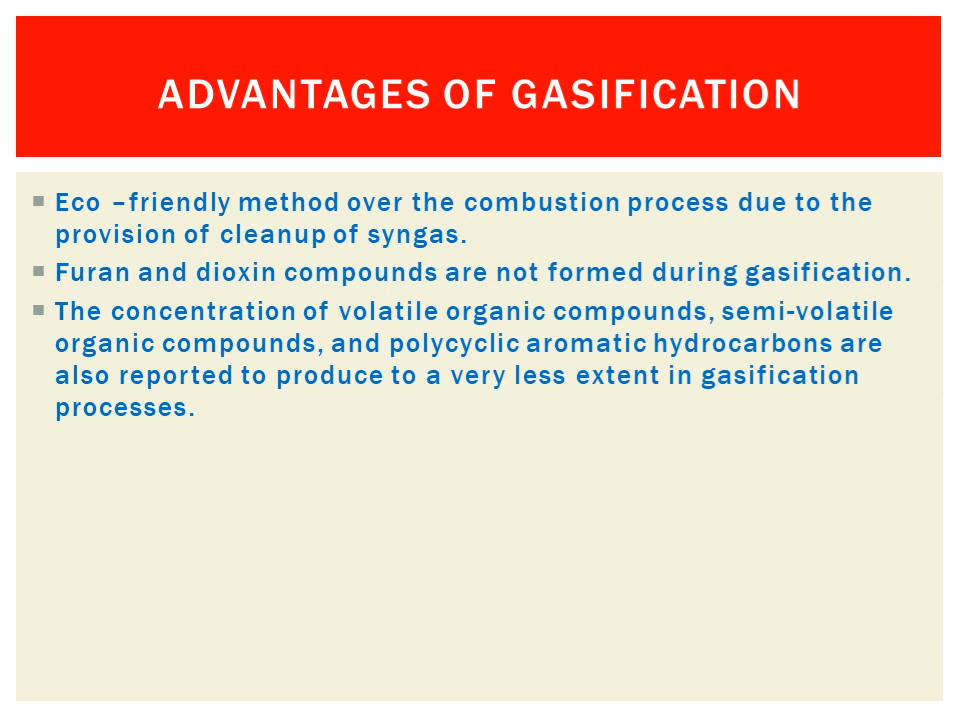 ADVANTAGES OF GASIFICATION
Eco –friendly method over the combustion process due to the
provision of cleanup of syngas.
Furan and dioxin compounds are not formed during gasification.
The concentration of volatile organic compounds, semi-volatile
organic compounds, and polycyclic aromatic hydrocarbons are
also reported to produce to a very less extent in gasification
processes.